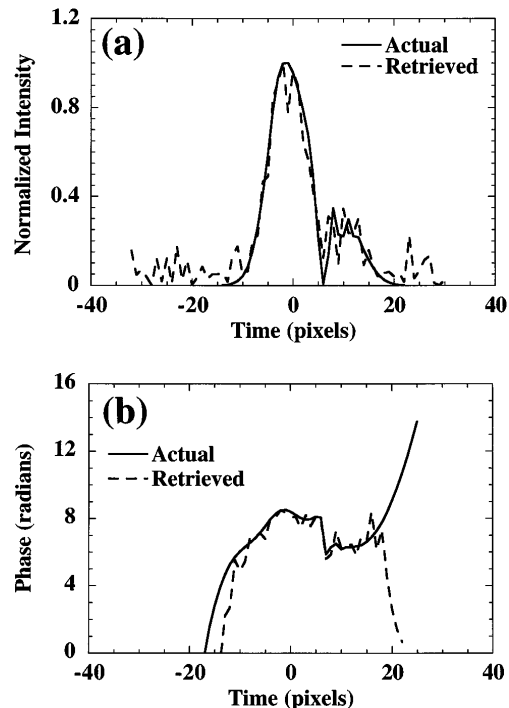 (a)
Actual
Retrieved
Normalized Intensity
1.2
0.8
0.4
0
-40
-20
0
20
40
Time (pixels)
(b)
Actual
Retrieved
Phase (radians)
16
12
8
4
0
-40
-20
0
20
40
Time (pixels)